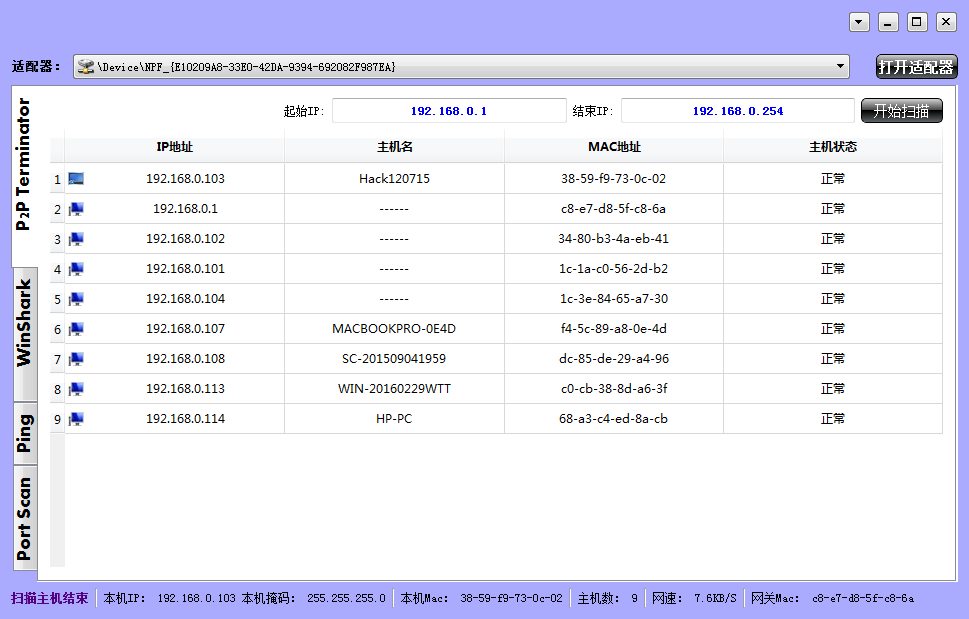 适配器： \Device\NPF_{E10209A8-33E0-42DA-9394-692082F987EA} 打开适配器
P2P Terminator
WinShark
Ping
Port Scan
起始IP: 192.168.0.1 结束IP: 192.168.0.254 开始扫描
IP地址 主机名 MAC地址 主机状态
1 192.168.0.103 Hack120715 38-59-f9-73-0c-02 正常
2 192.168.0.1 ------ c8-e7-d8-5f-c8-6a 正常
3 192.168.0.102 ------ 34-80-b3-4a-eb-41 正常
4 192.168.0.101 ------ 1c-1a-c0-56-2d-b2 正常
5 192.168.0.104 ------ 1c-3e-84-65-a7-30 正常
6 192.168.0.107 MACBOOKPRO-0E4D f4-5c-89-a8-0e-4d 正常
7 192.168.0.108 SC-201509041959 dc-85-de-29-a4-96 正常
8 192.168.0.113 WIN-20160229WTT c0-cb-38-8d-a6-3f 正常
9 192.168.0.114 HP-PC 68-a3-c4-ed-8a-cb 正常
扫描主机结束 本机IP: 192.168.0.103 本机掩码: 255.255.255.0 本机Mac: 38-59-f9-73-0c-02 主机数: 9 网速: 7.6KB/S 网关Mac: c8-e7-d8-5f-c8-6a